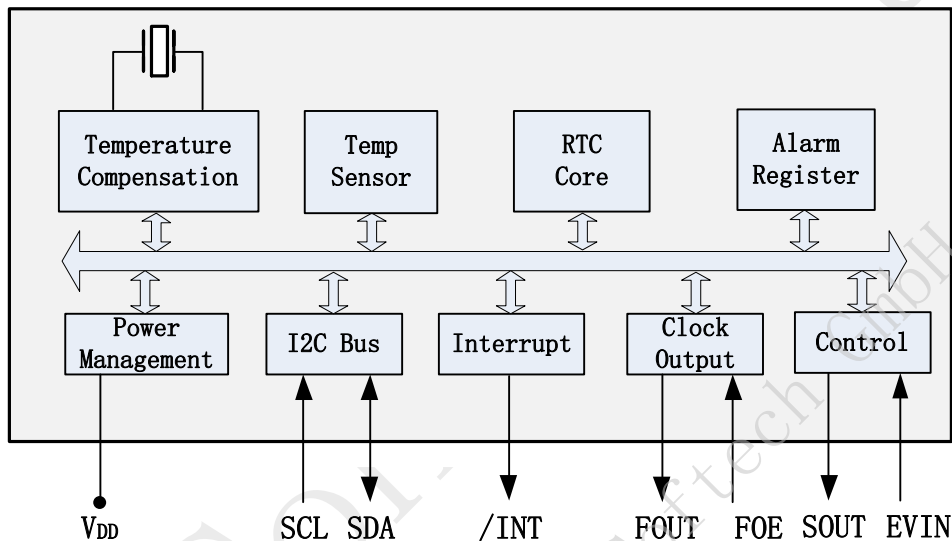 Temperature
Compensation
Temp
Sensor
RTC
Core
Alarm
Register
Power
Management
I2C Bus
Interrupt
Clock
Output
Control
VDD
SCL
SDA
/INT
FOUT
FOE
SOUT
EVIN
GmbH